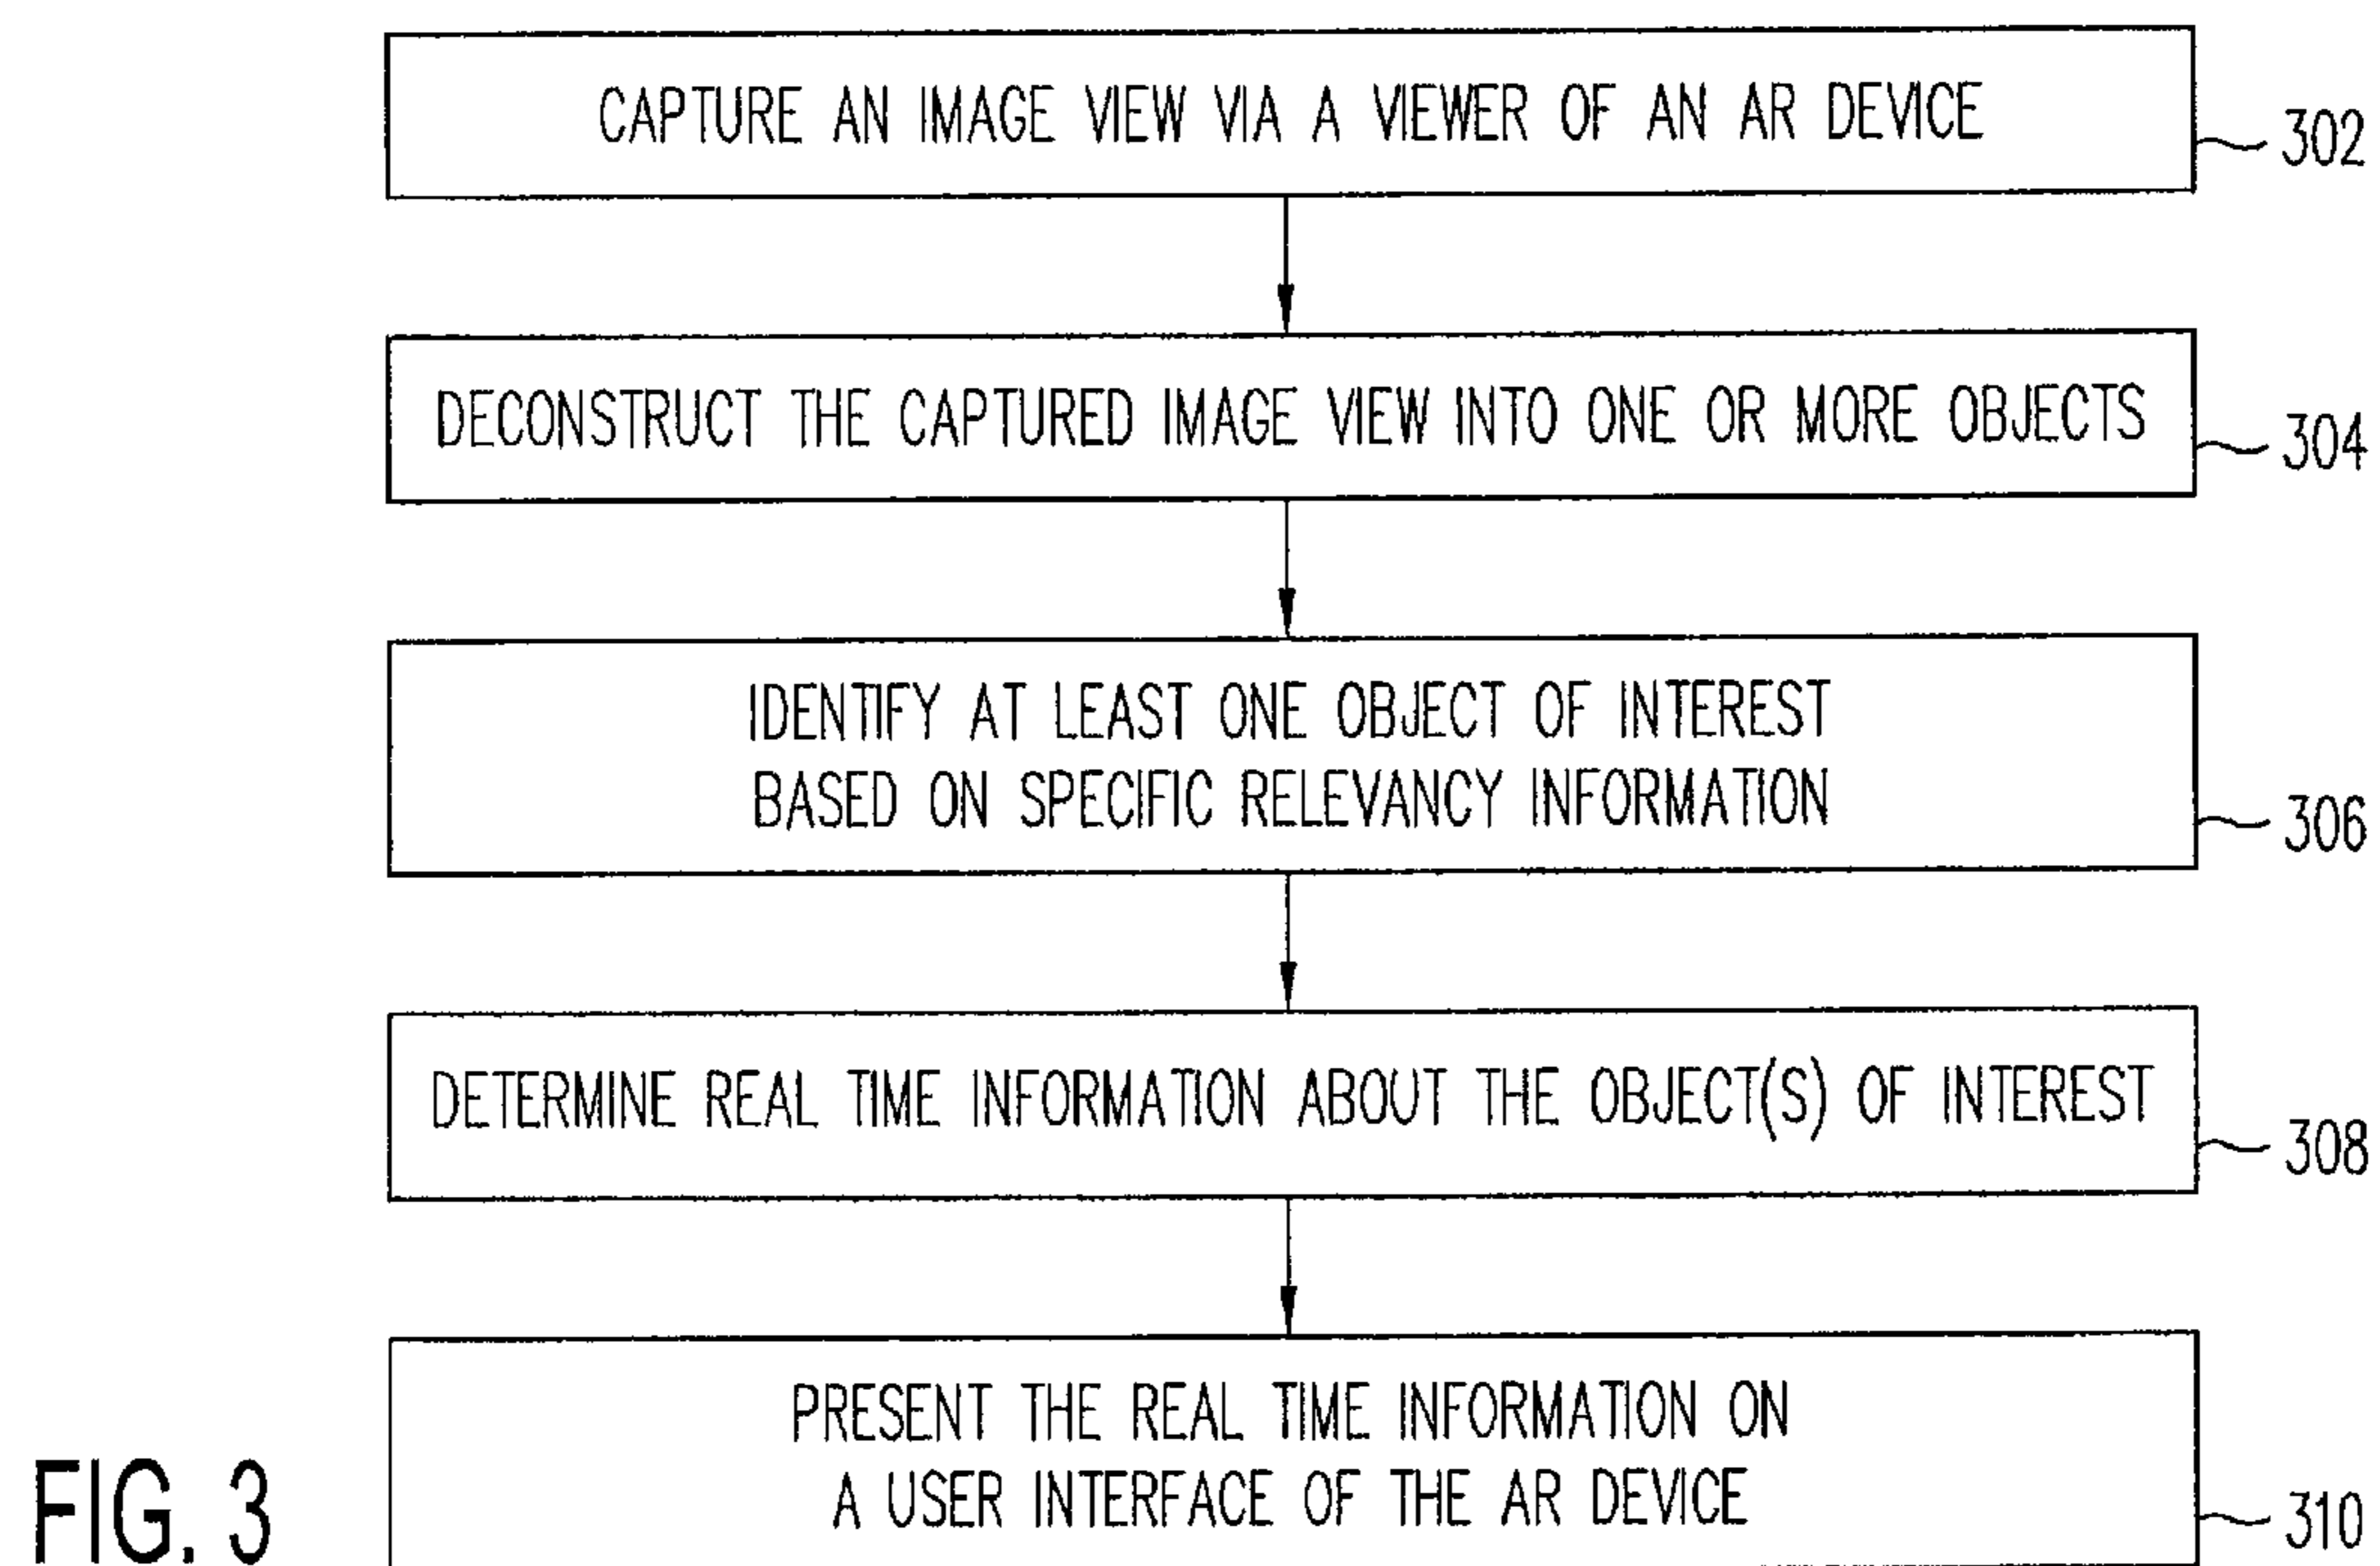 CAPTURE AN IMAGE VIEW VIA A VIEWER OF AN AR DEVICE
302
DECONSTRUCT THE CAPTURED IMAGE VIEW INTO ONE OR MORE OBJECTS
304
IDENTIFY AT LEAST ONE OBJECT OF INTEREST
BASED ON SPECIFIC RELEVANCY INFORMATION
306
DETERMINE REAL TIME INFORMATION ABOUT THE OBJECT(S) OF INTEREST
308
PRESENT THE REAL TIME INFORMATION ON
A USER INTERFACE OF THE AR DEVICE
310
FIG. 3